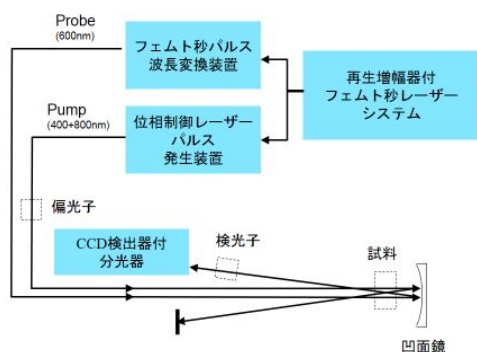 Probe
(600nm)
フェムト秒パルス
波長変換装置
再生増幅器付
フェムト秒レーザー
システム
Pump
(400+800nm)
位相制御レーザー
パルス
発生装置
偏光子
CCD検出器付
分光器
検光子
試料
凹面鏡